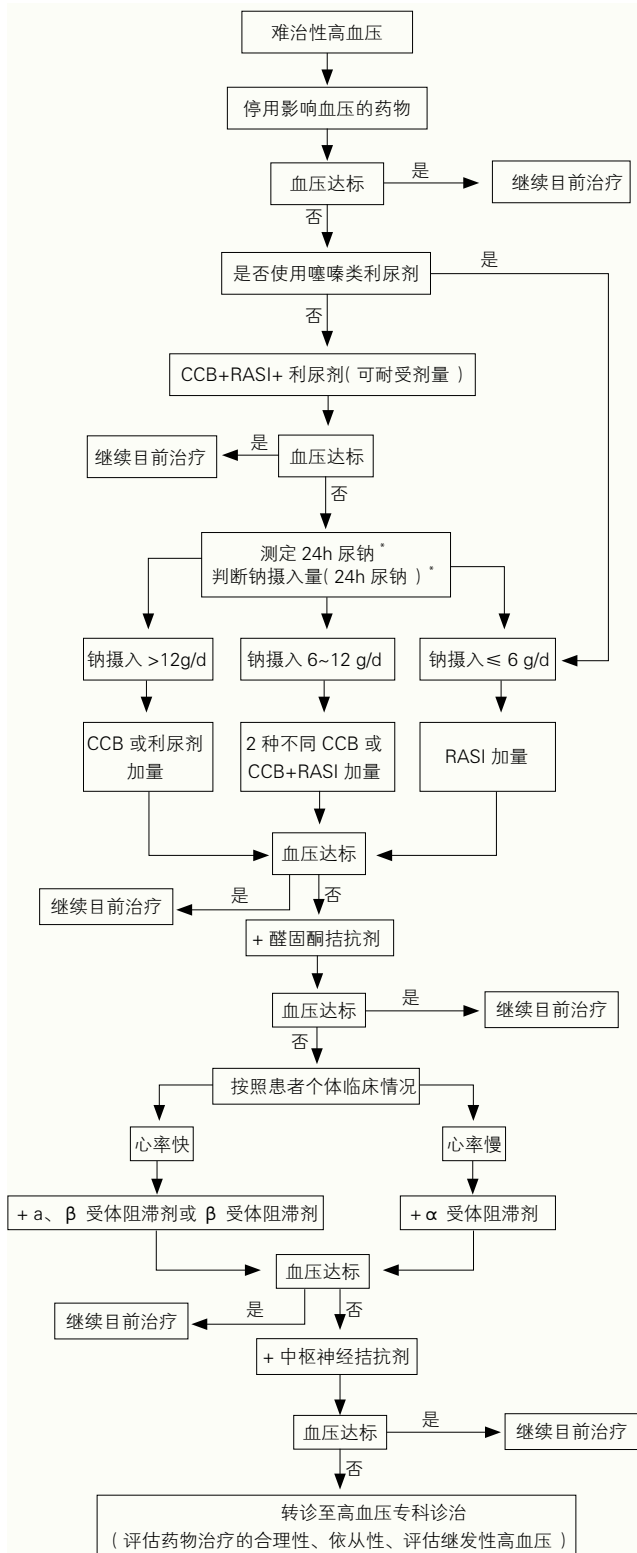 难治性高血压
停用影响血压的药物
血压达标
是
继续目前治疗
否
是否使用噻嗪类利尿剂
是
否
CCB+RASI+ 利尿剂( 可耐受剂量 )
继续目前治疗
是
血压达标
否
测定 24h 尿钠 *
判断钠摄入量( 24h 尿钠 ) *
钠摄入 >12g/d
钠摄入 6~12 g/d
钠摄入≤ 6 g/d
CCB 或利尿剂
加量
2 种不同 CCB 或
CCB+RASI 加量
RASI 加量
血压达标
继续目前治疗
是
否
+ 醛固酮拮抗剂
血压达标
是
继续目前治疗
否
按照患者个体临床情况
心率快
心率慢
+ a、β 受体阻滞剂或 β 受体阻滞剂
+ α 受体阻滞剂
血压达标
继续目前治疗
是
否
+ 中枢神经拮抗剂
血压达标
是
继续目前治疗
否
转诊至高血压专科诊治
( 评估药物治疗的合理性、依从性、评估继发性高血压 )